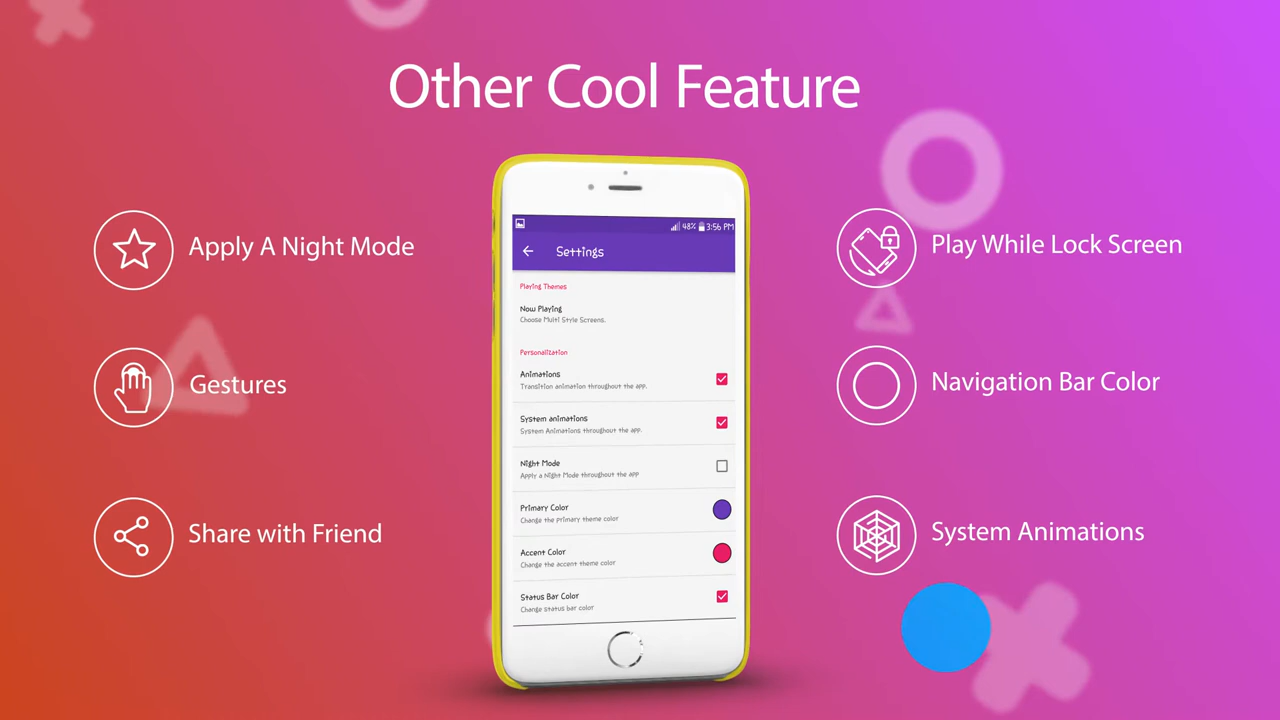 Other Cool Feature
Apply A Night Mode
Gestures
Share with Friend
48% 3:56 PM
Settings
Playing Themes
Now Playing
Choose Multi Style Screens.
Personalization
Animations
Transition animation throughout the app.
System animations
System Animations throughout the app.
Night Mode
Apply a Night Mode throughout the app
Primary Color
Change the primary theme color
Accent Color
Change the accent theme color
Status Bar Color
Change status bar color
Play While Lock Screen
Navigation Bar Color
System Animations